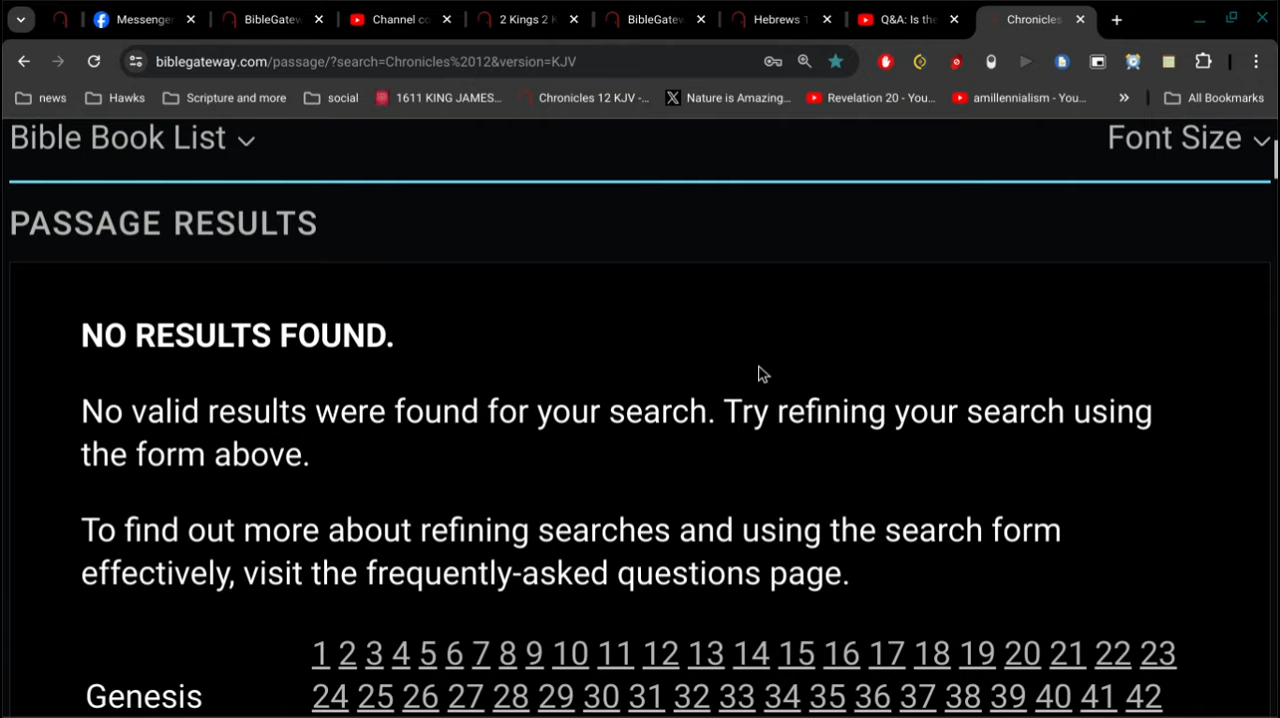 Messenger
BibleGatew
Channel co
2 Kings 2 K
BibleGatew
Hebrews 1
Q&A: Is the
Chronicles
biblegateway.com/passage/?search=Chronicles%2012&version=KJV
news
Hawks
Scripture and more
social
1611 KING JAMES...
Chronicles 12 KJV -...
Nature is Amazing...
Revelation 20 - You...
amillennialism - You...
All Bookmarks
Bible Book List
Font Size
PASSAGE RESULTS
NO RESULTS FOUND.
No valid results were found for your search. Try refining your search using
the form above.
To find out more about refining searches and using the search form
effectively, visit the frequently-asked questions page.
1 2 3 4 5 6 7 8 9 10 11 12 13 14 15 16 17 18 19 20 21 22 23
Genesis 24 25 26 27 28 29 30 31 32 33 34 35 36 37 38 39 40 41 42